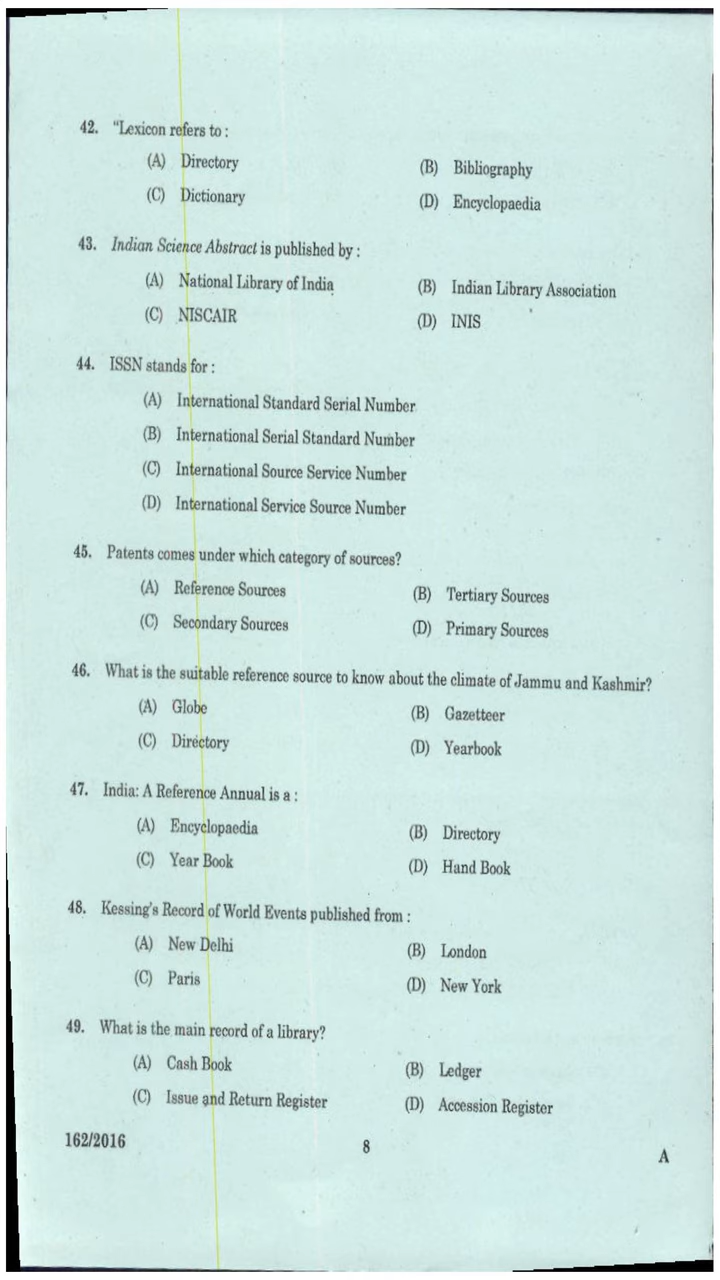 42. "Lexicon refers to :
(A) Directory (B) Bibliography
(C) Dictionary (D) Encyclopaedia
43. Indian Science Abstract is published by :
(A) National Library of India (B) Indian Library Association
(C) NISCAIR (D) INIS
44. ISSN stands for :
(A) International Standard Serial Number
(B) International Serial Standard Number
(C) International Source Service Number
(D) International Service Source Number
45. Patents comes under which category of sources?
(A) Reference Sources (B) Tertiary Sources
(C) Secondary Sources (D) Primary Sources
46. What is the suitable reference source to know about the climate of Jammu and Kashmir?
(A) Globe (B) Gazetteer
(C) Directory (D) Yearbook
47. India: A Reference Annual is a :
(A) Encyclopaedia (B) Directory
(C) Year Book (D) Hand Book
48. Kessing's Record of World Events published from :
(A) New Delhi (B) London
(C) Paris (D) New York
49. What is the main record of a library?
(A) Cash Book (B) Ledger
(C) Issue and Return Register (D) Accession Register
162/2016 8 A